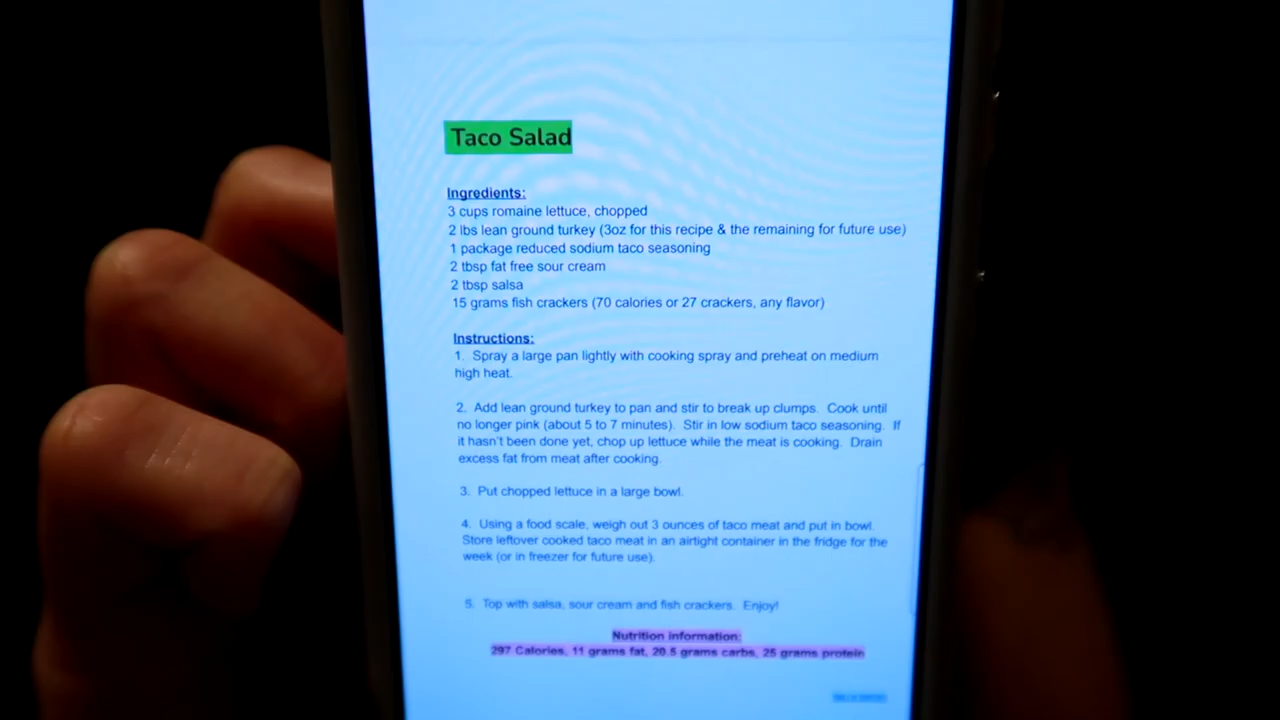 Taco Salad
Ingredients:
3 cups romaine lettuce, chopped
2 lbs lean ground turkey (3oz for this recipe & the remaining for future use)
1 package reduced sodium taco seasoning
2 tbsp fat free sour cream
2 tbsp salsa
15 grams fish crackers (70 calories or 27 crackers, any flavor)
Instructions:
1. Spray a large pan lightly with cooking spray and preheat on medium
high heat.
2. Add lean ground turkey to pan and stir to break up clumps. Cook until
no longer pink (about 5 to 7 minutes). Stir in low sodium taco seasoning. If
it hasn't been done yet, chop up lettuce while the meat is cooking. Drain
excess fat from meat after cooking.
3. Put chopped lettuce in a large bowl.
4. Using a food scale, weigh out 3 ounces of taco meat and put in bowl.
Store leftover cooked taco meat in an airtight container in the fridge for the
week (or in freezer for future use).
5. Top with salsa, sour cream and fish crackers. Enjoy!
Nutrition information:
297 Calories, 11 grams fat, 20.5 grams carbs, 25 grams protein